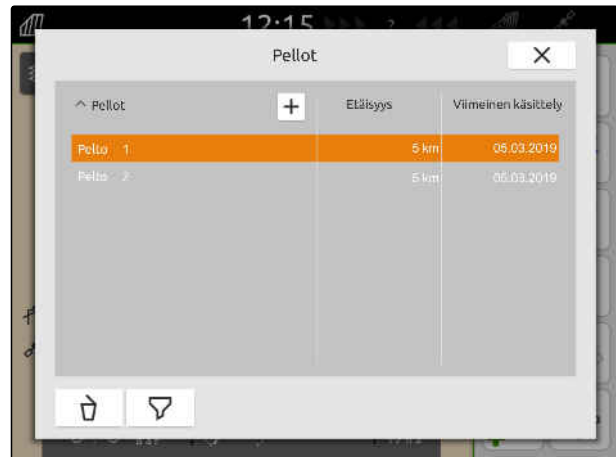 12:15
Pellot
Pellot Etäisyys Viimeinen käsittely
Pelto 1 5 km 05.03.2019
Pelto 2 5 km 05.03.2019